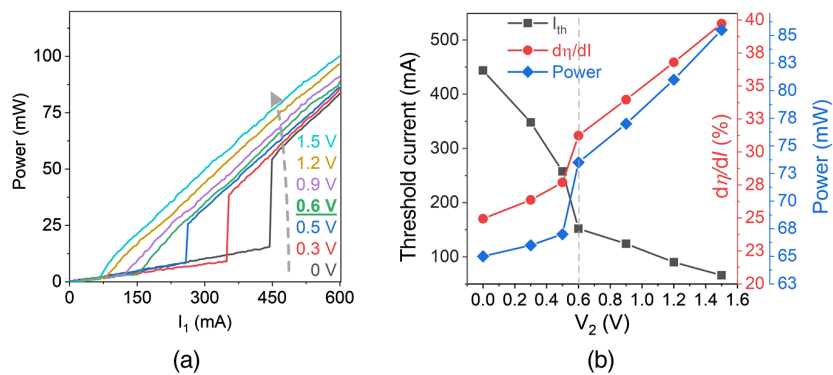 100
75
50
25
0
Power (mW)
1.5 V
1.2 V
0.9 V
0.6 V
0.5 V
0.3 V
0 V
0 150 300 450 600
I₁ (mA)
(a)
500
400
300
200
100
Threshold current (mA)
I_th
dη/dI
Power
40
38
35
33
30
28
25
23
20
dη/dI (%)
85
83
80
78
75
73
70
68
65
63
Power (mW)
0.0 0.2 0.4 0.6 0.8 1.0 1.2 1.4 1.6
V₂ (V)
(b)